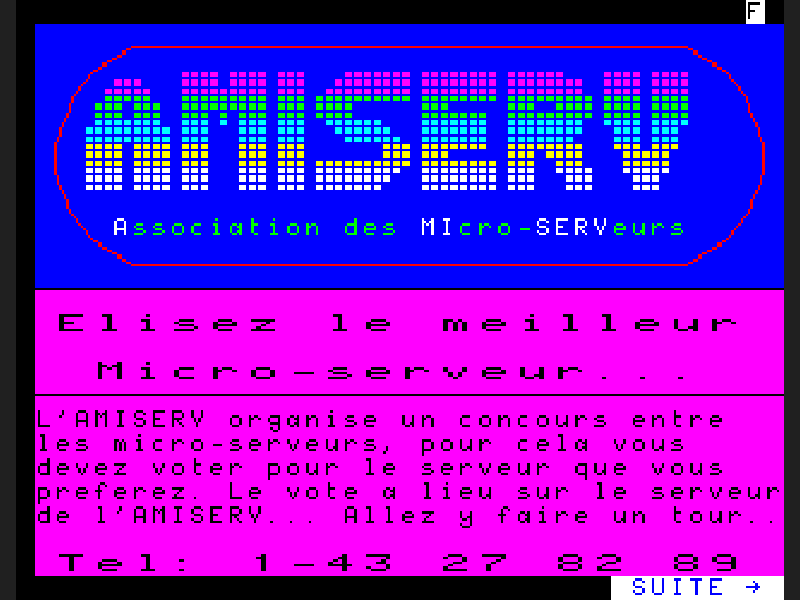 F
AMISERV
Association des MIcro-SERVeurs
Elisez le meilleur
Micro-serveur...
L'AMISERV organise un concours entre
les micro-serveurs, pour cela vous
devez voter pour le serveur que vous
preferez. Le vote a lieu sur le serveur
de l'AMISERV... Allez y faire un tour..
Tel: 1-43 27 82 89
SUITE →